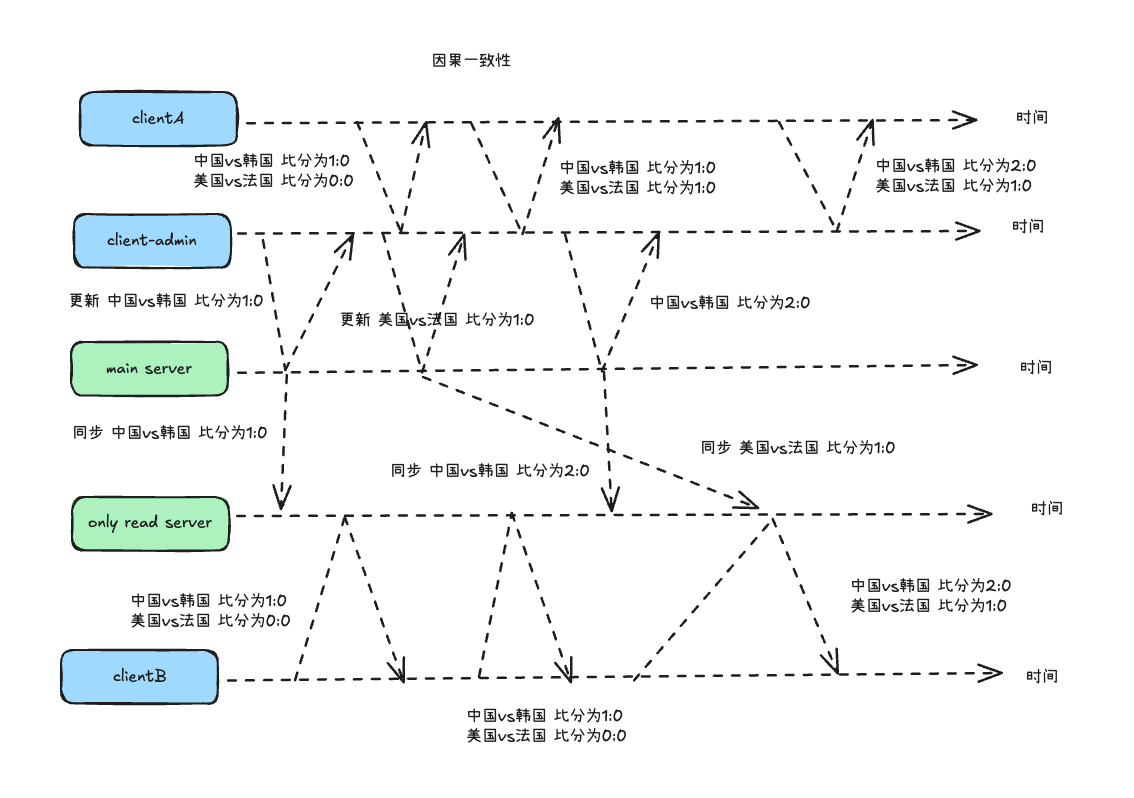 因果一致性
clientA
时间
中国vs韩国 比分为1:0
美国vs法国 比分为0:0
中国vs韩国 比分为1:0
美国vs法国 比分为1:0
中国vs韩国 比分为2:0
美国vs法国 比分为1:0
client-admin
时间
更新 中国vs韩国 比分为1:0
更新 美国vs法国 比分为1:0
中国vs韩国 比分为2:0
main server
时间
同步 中国vs韩国 比分为1:0
同步 中国vs韩国 比分为2:0
同步 美国vs法国 比分为1:0
only read server
时间
中国vs韩国 比分为1:0
美国vs法国 比分为0:0
中国vs韩国 比分为2:0
美国vs法国 比分为1:0
clientB
时间
中国vs韩国 比分为1:0
美国vs法国 比分为0:0